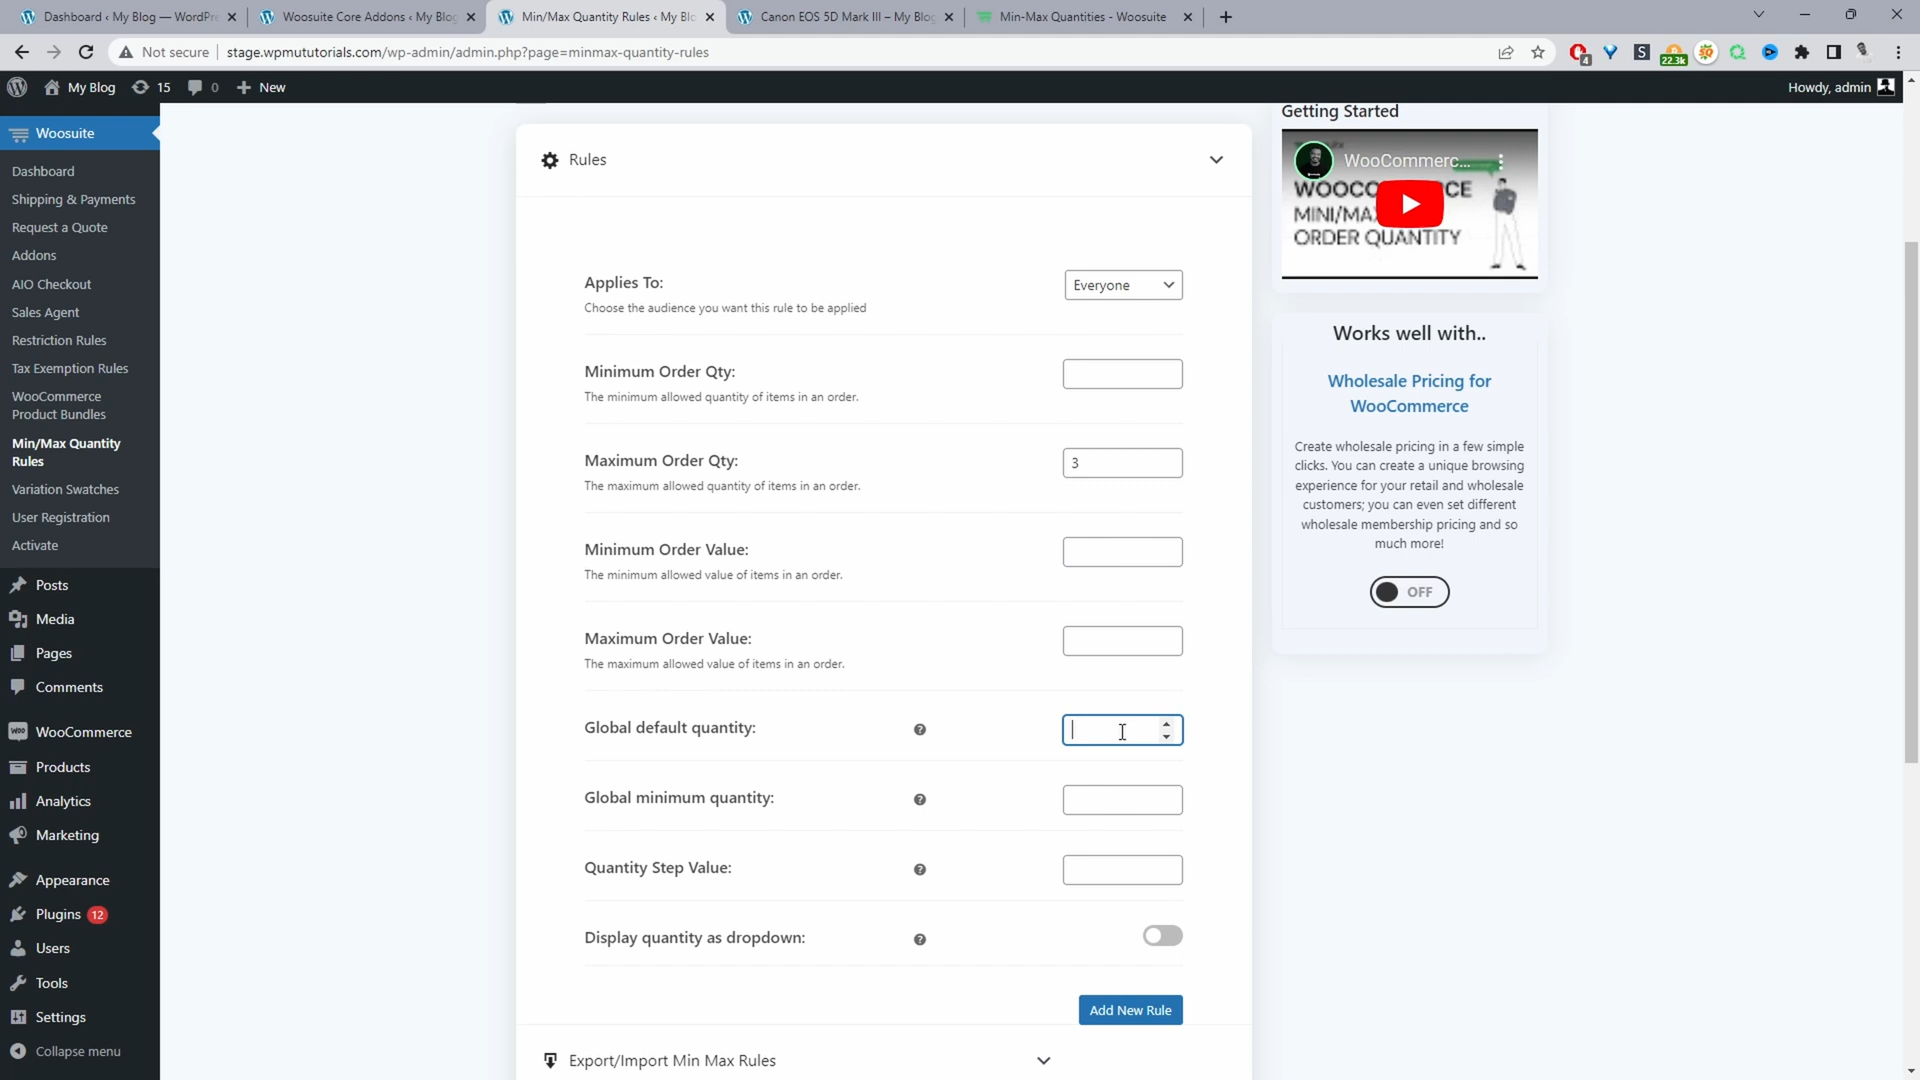 Dashboard ‹ My Blog — WordPre
Woosuite Core Addons ‹ My Blog
Min/Max Quantity Rules ‹ My Blo
Canon EOS 5D Mark III – My Blog
Min-Max Quantities - Woosuite
Not secure
stage.wpmututorials.com/wp-admin/admin.php?page=minmax-quantity-rules
4
S
22.3k
My Blog
15
0
New
Howdy, admin
Woosuite
Dashboard
Shipping & Payments
Request a Quote
Addons
AIO Checkout
Sales Agent
Restriction Rules
Tax Exemption Rules
WooCommerce
Product Bundles
Min/Max Quantity
Rules
Variation Swatches
User Registration
Activate
Posts
Media
Pages
Comments
WooCommerce
Products
Analytics
Marketing
Appearance
Plugins 12
Users
Tools
Settings
Collapse menu
Rules
Applies To:
Everyone
Choose the audience you want this rule to be applied
Minimum Order Qty:
The minimum allowed quantity of items in an order.
Maximum Order Qty:
3
The maximum allowed quantity of items in an order.
Minimum Order Value:
The minimum allowed value of items in an order.
Maximum Order Value:
The maximum allowed value of items in an order.
Global default quantity:
Global minimum quantity:
Quantity Step Value:
Display quantity as dropdown:
Add New Rule
Export/Import Min Max Rules
Getting Started
WooCommerc...
MINI/MA
ORDER QUANTITY
Works well with..
Wholesale Pricing for
WooCommerce
Create wholesale pricing in a few simple
clicks. You can create a unique browsing
experience for your retail and wholesale
customers; you can even set different
wholesale membership pricing and so
much more!
OFF